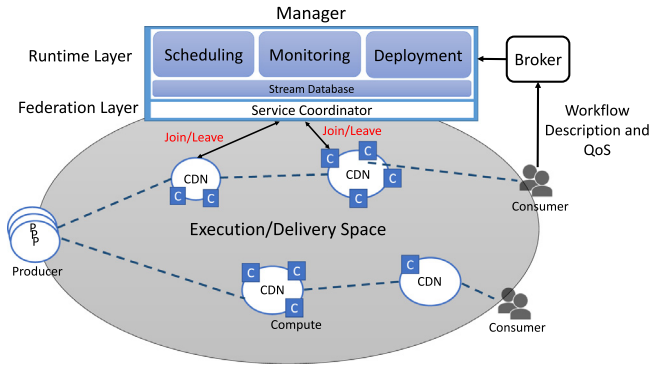 Manager
Runtime Layer
Scheduling
Monitoring
Deployment
Broker
Stream Database
Federation Layer
Service Coordinator
Workflow
Description and
QoS
Join/Leave
Join/Leave
C
C
CDN
C
C
CDN
C
C
C
Consumer
P
P
P
Producer
Execution/Delivery Space
C
C
CDN
C
Compute
C
CDN
Consumer